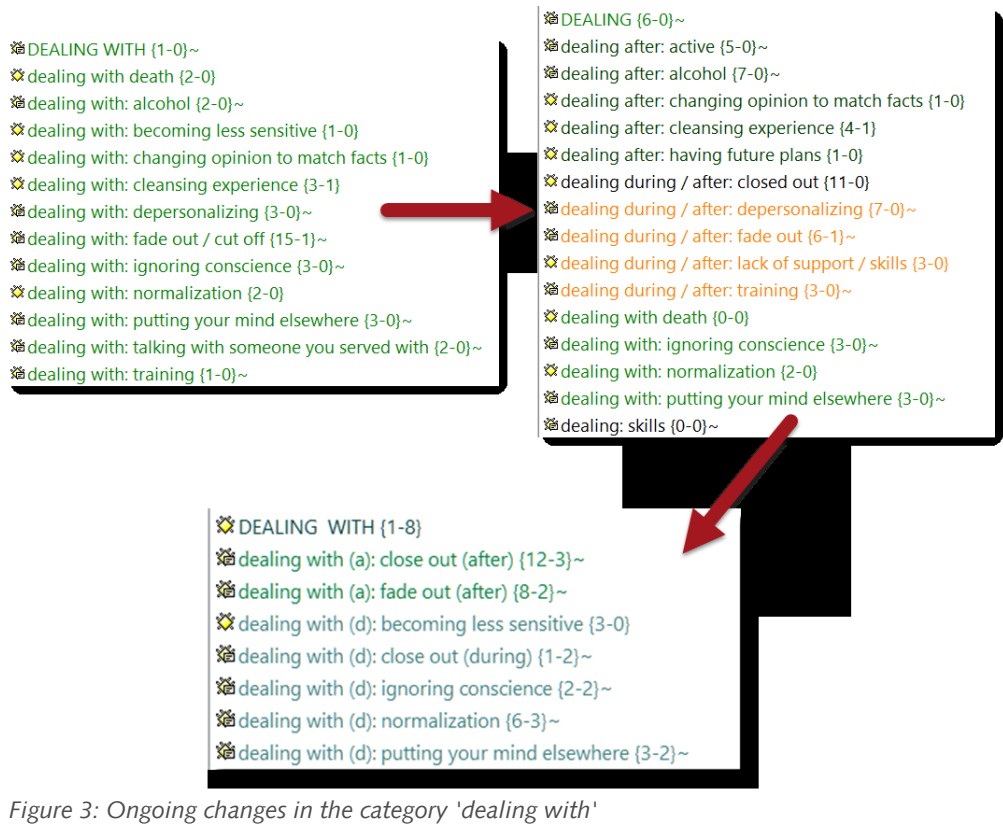 DEALING WITH {1-0}~
dealing with death {2-0}
dealing with: alcohol {2-0}~
dealing with: becoming less sensitive {1-0}
dealing with: changing opinion to match facts {1-0}
dealing with: cleansing experience {3-1}
dealing with: depersonalizing {3-0}~
dealing with: fade out / cut off {15-1}~
dealing with: ignoring conscience {3-0}~
dealing with: normalization {2-0}
dealing with: putting your mind elsewhere {3-0}~
dealing with: talking with someone you served with {2-0}~
dealing with: training {1-0}~
DEALING {6-0}~
dealing after: active {5-0}~
dealing after: alcohol {7-0}~
dealing after: changing opinion to match facts {1-0}
dealing after: cleansing experience {4-1}
dealing after: having future plans {1-0}
dealing during / after: closed out {11-0}
dealing during / after: depersonalizing {7-0}~
dealing during / after: fade out {6-1}~
dealing during / after: lack of support / skills {3-0}
dealing during / after: training {3-0}~
dealing with death {0-0}
dealing with: ignoring conscience {3-0}~
dealing with: normalization {2-0}
dealing with: putting your mind elsewhere {3-0}~
dealing: skills {0-0}~
DEALING  WITH {1-8}
dealing with (a): close out (after) {12-3}~
dealing with (a): fade out (after) {8-2}~
dealing with (d): becoming less sensitive {3-0}
dealing with (d): close out (during) {1-2}~
dealing with (d): ignoring conscience {2-2}~
dealing with (d): normalization {6-3}~
dealing with (d): putting your mind elsewhere {3-2}~
Figure 3: Ongoing changes in the category 'dealing with'